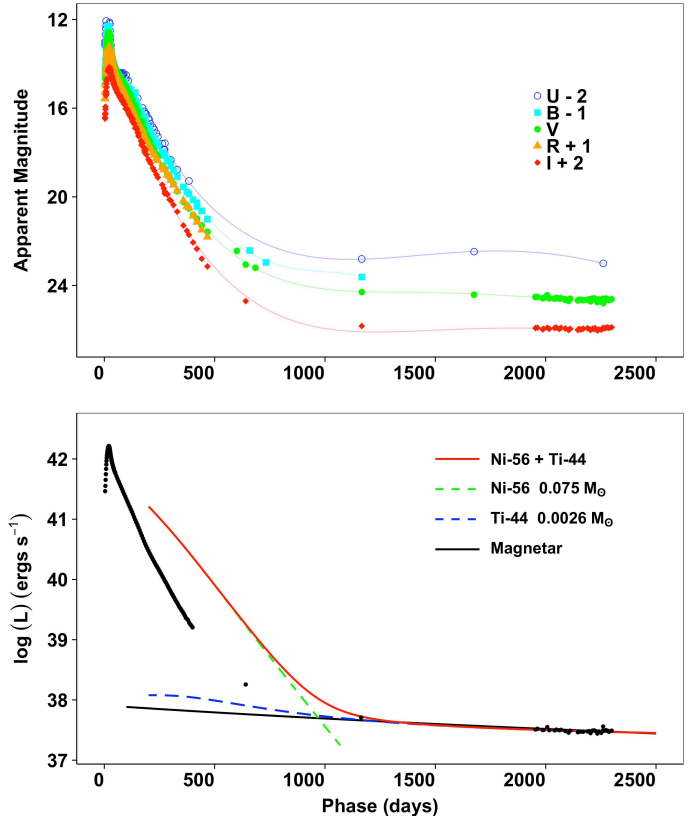 12
16
20
24
Apparent Magnitude
U - 2
B - 1
V
R + 1
I + 2
0 500 1000 1500 2000 2500
42
41
40
39
38
37
log (L) (ergs s⁻¹)
Ni-56 + Ti-44
Ni-56 0.075 M☉
Ti-44 0.0026 M☉
Magnetar
0 500 1000 1500 2000 2500
Phase (days)